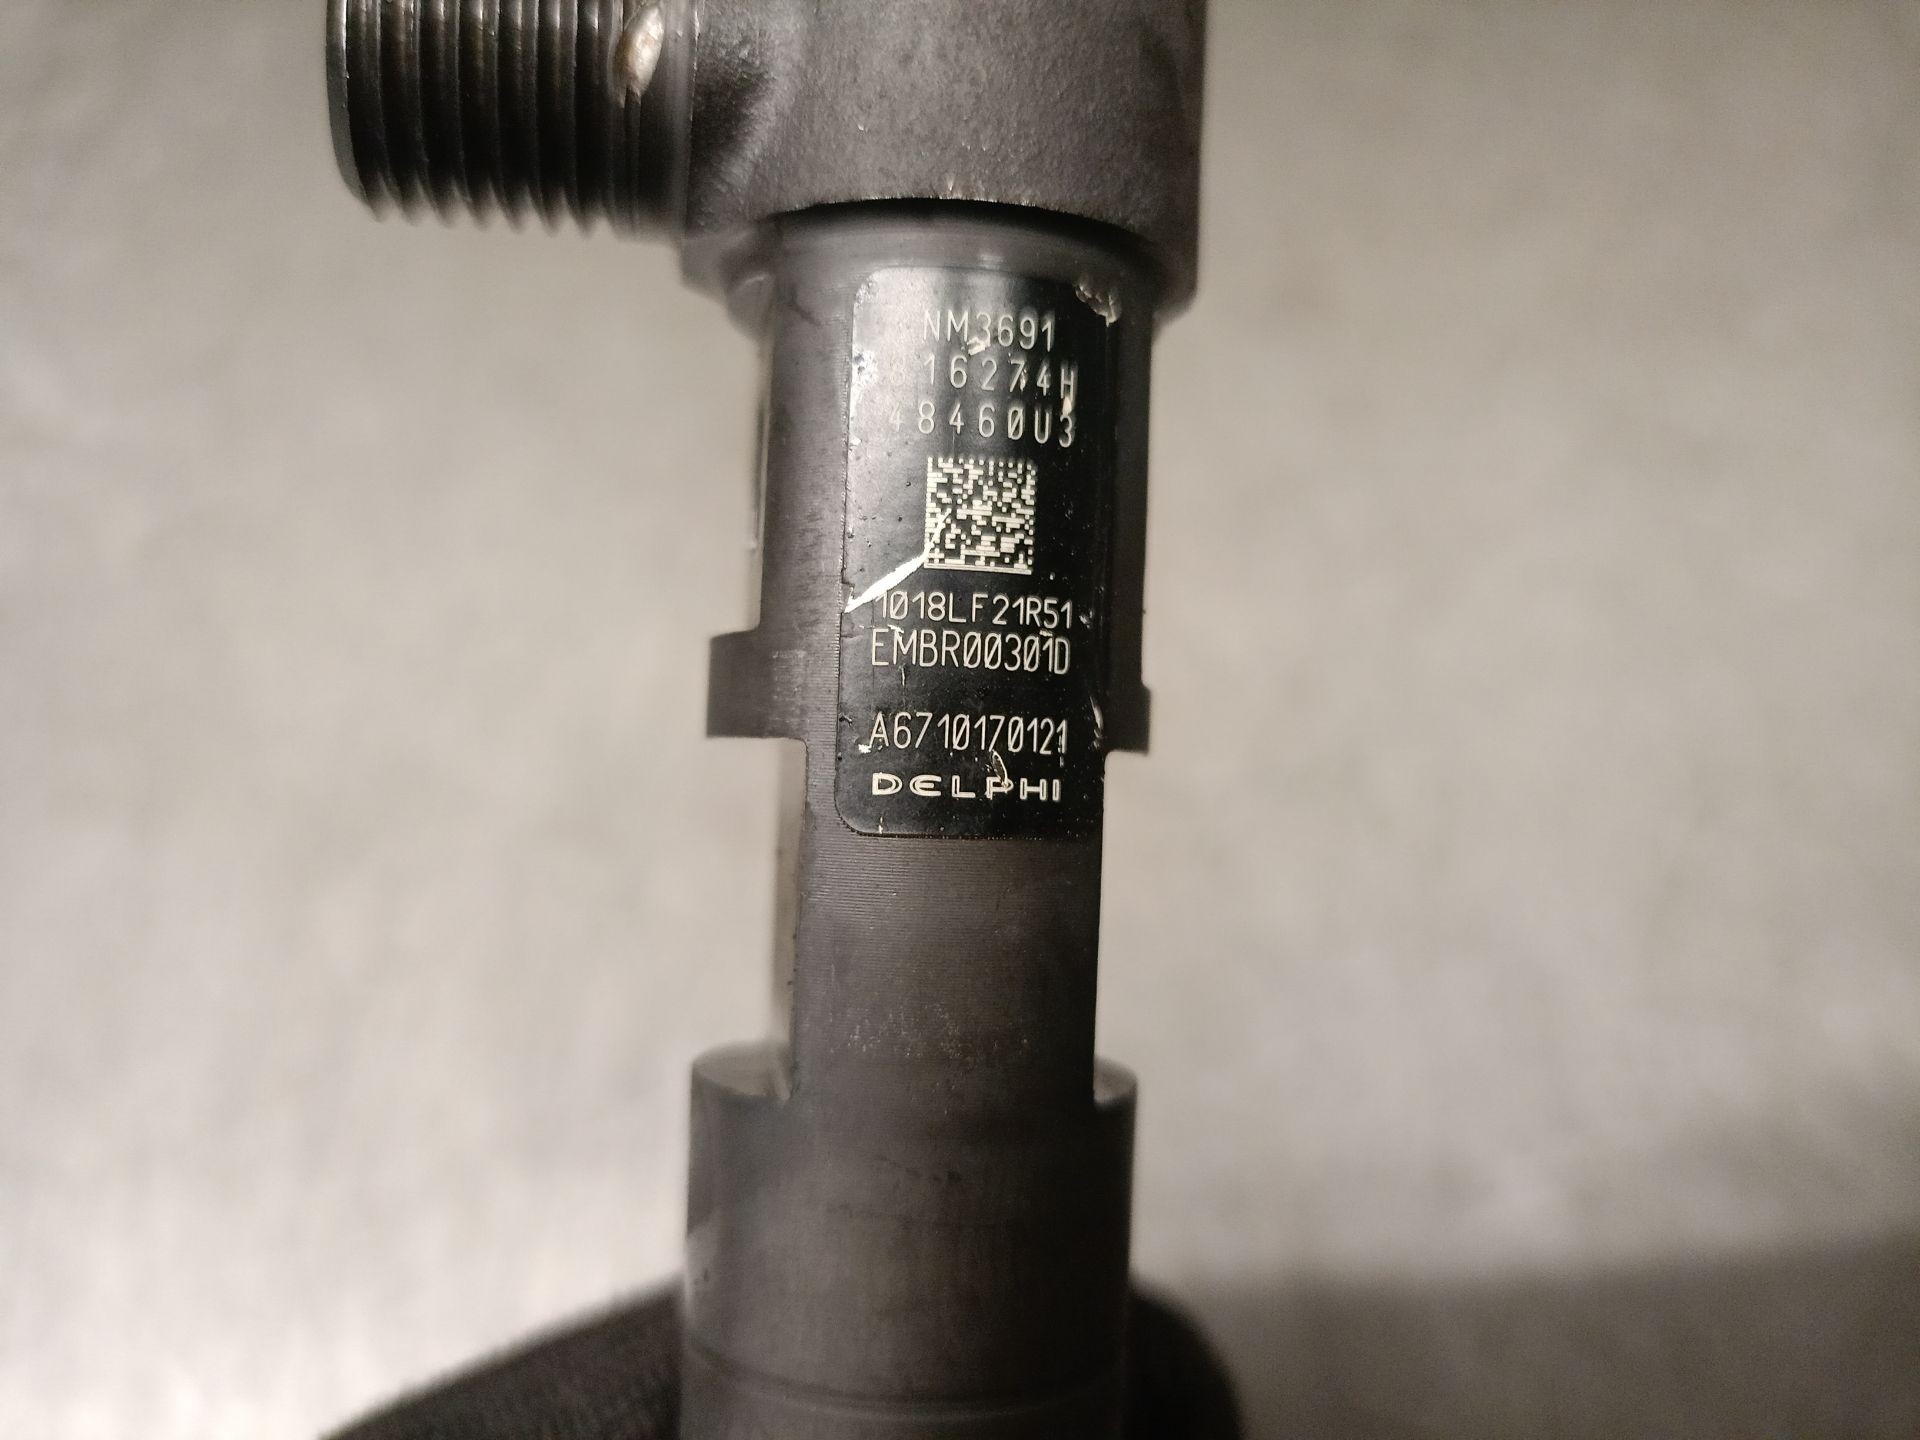 NM3691
816274H
48460U3
1018LF21R51
EMBR00301D
A6710170121
DELPHI